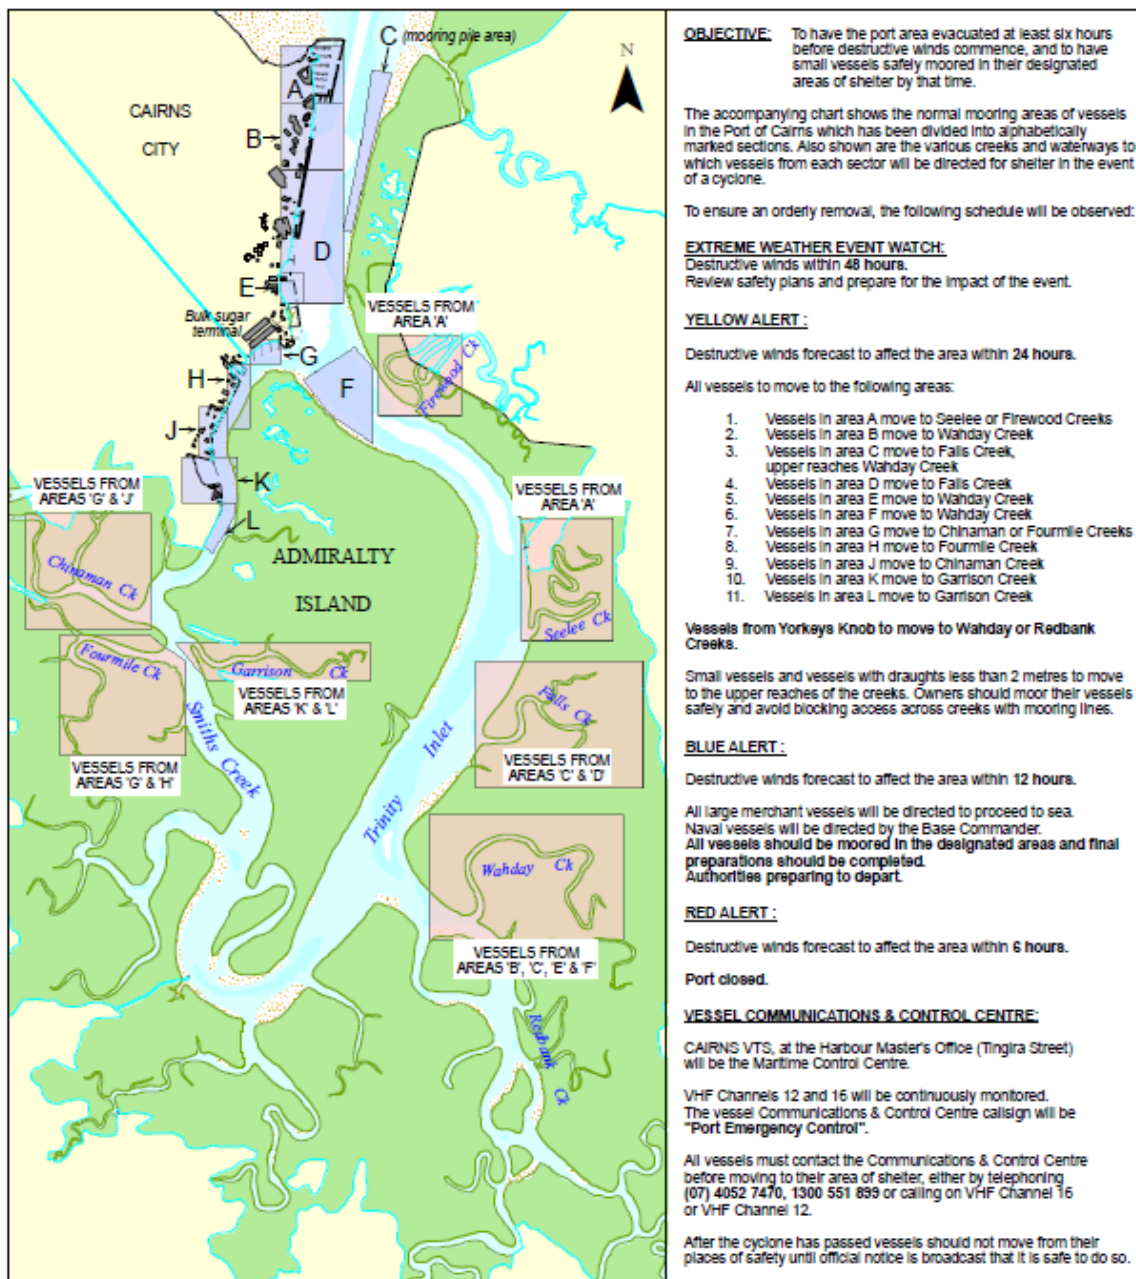 C (mooring pile area)
N
CAIRNS
CITY
A
B
D
E
VESSELS FROM
AREA 'A'
Bulk sugar
terminal
G
H
F
Firewood Ck
J
K
VESSELS FROM
AREAS 'G' & 'J'
VESSELS FROM
AREA 'A'
L
ADMIRALTY
ISLAND
Chinaman Ck
Seelee Ck
Fourmile Ck
Garrison Ck
VESSELS FROM
AREAS 'K' & 'L'
Falls Ck
Smiths Creek
Trinity Inlet
VESSELS FROM
AREAS 'G' & 'H'
VESSELS FROM
AREAS 'C' & 'D'
Wahday Ck
VESSELS FROM
AREAS 'B', 'C', 'E' & 'F'
Redbank Ck
OBJECTIVE: To have the port area evacuated at least six hours
before destructive winds commence, and to have
small vessels safely moored in their designated
areas of shelter by that time.
The accompanying chart shows the normal mooring areas of vessels
in the Port of Cairns which has been divided into alphabetically
marked sections. Also shown are the various creeks and waterways to
which vessels from each sector will be directed for shelter in the event
of a cyclone.
To ensure an orderly removal, the following schedule will be observed:
EXTREME WEATHER EVENT WATCH:
Destructive winds within 48 hours.
Review safety plans and prepare for the impact of the event.
YELLOW ALERT :
Destructive winds forecast to affect the area within 24 hours.
All vessels to move to the following areas:
1. Vessels in area A move to Seelee or Firewood Creeks
2. Vessels in area B move to Wahday Creek
3. Vessels in area C move to Falls Creek,
upper reaches Wahday Creek
4. Vessels in area D move to Falls Creek
5. Vessels in area E move to Wahday Creek
6. Vessels in area F move to Wahday Creek
7. Vessels in area G move to Chinaman or Fourmile Creeks
8. Vessels in area H move to Fourmile Creek
9. Vessels in area J move to Chinaman Creek
10. Vessels in area K move to Garrison Creek
11. Vessels in area L move to Garrison Creek
Vessels from Yorkeys Knob to move to Wahday or Redbank
Creeks.
Small vessels and vessels with draughts less than 2 metres to move
to the upper reaches of the creeks. Owners should moor their vessels
safely and avoid blocking access across creeks with mooring lines.
BLUE ALERT :
Destructive winds forecast to affect the area within 12 hours.
All large merchant vessels will be directed to proceed to sea.
Naval vessels will be directed by the Base Commander.
All vessels should be moored in the designated areas and final
preparations should be completed.
Authorities preparing to depart.
RED ALERT :
Destructive winds forecast to affect the area within 6 hours.
Port closed.
VESSEL COMMUNICATIONS & CONTROL CENTRE:
CAIRNS VTS, at the Harbour Master's Office (Tingira Street)
will be the Maritime Control Centre.
VHF Channels 12 and 16 will be continuously monitored.
The vessel Communications & Control Centre callsign will be
"Port Emergency Control".
All vessels must contact the Communications & Control Centre
before moving to their area of shelter, either by telephoning
(07) 4052 7470, 1300 551 899 or calling on VHF Channel 16
or VHF Channel 12.
After the cyclone has passed vessels should not move from their
places of safety until official notice is broadcast that it is safe to do so.